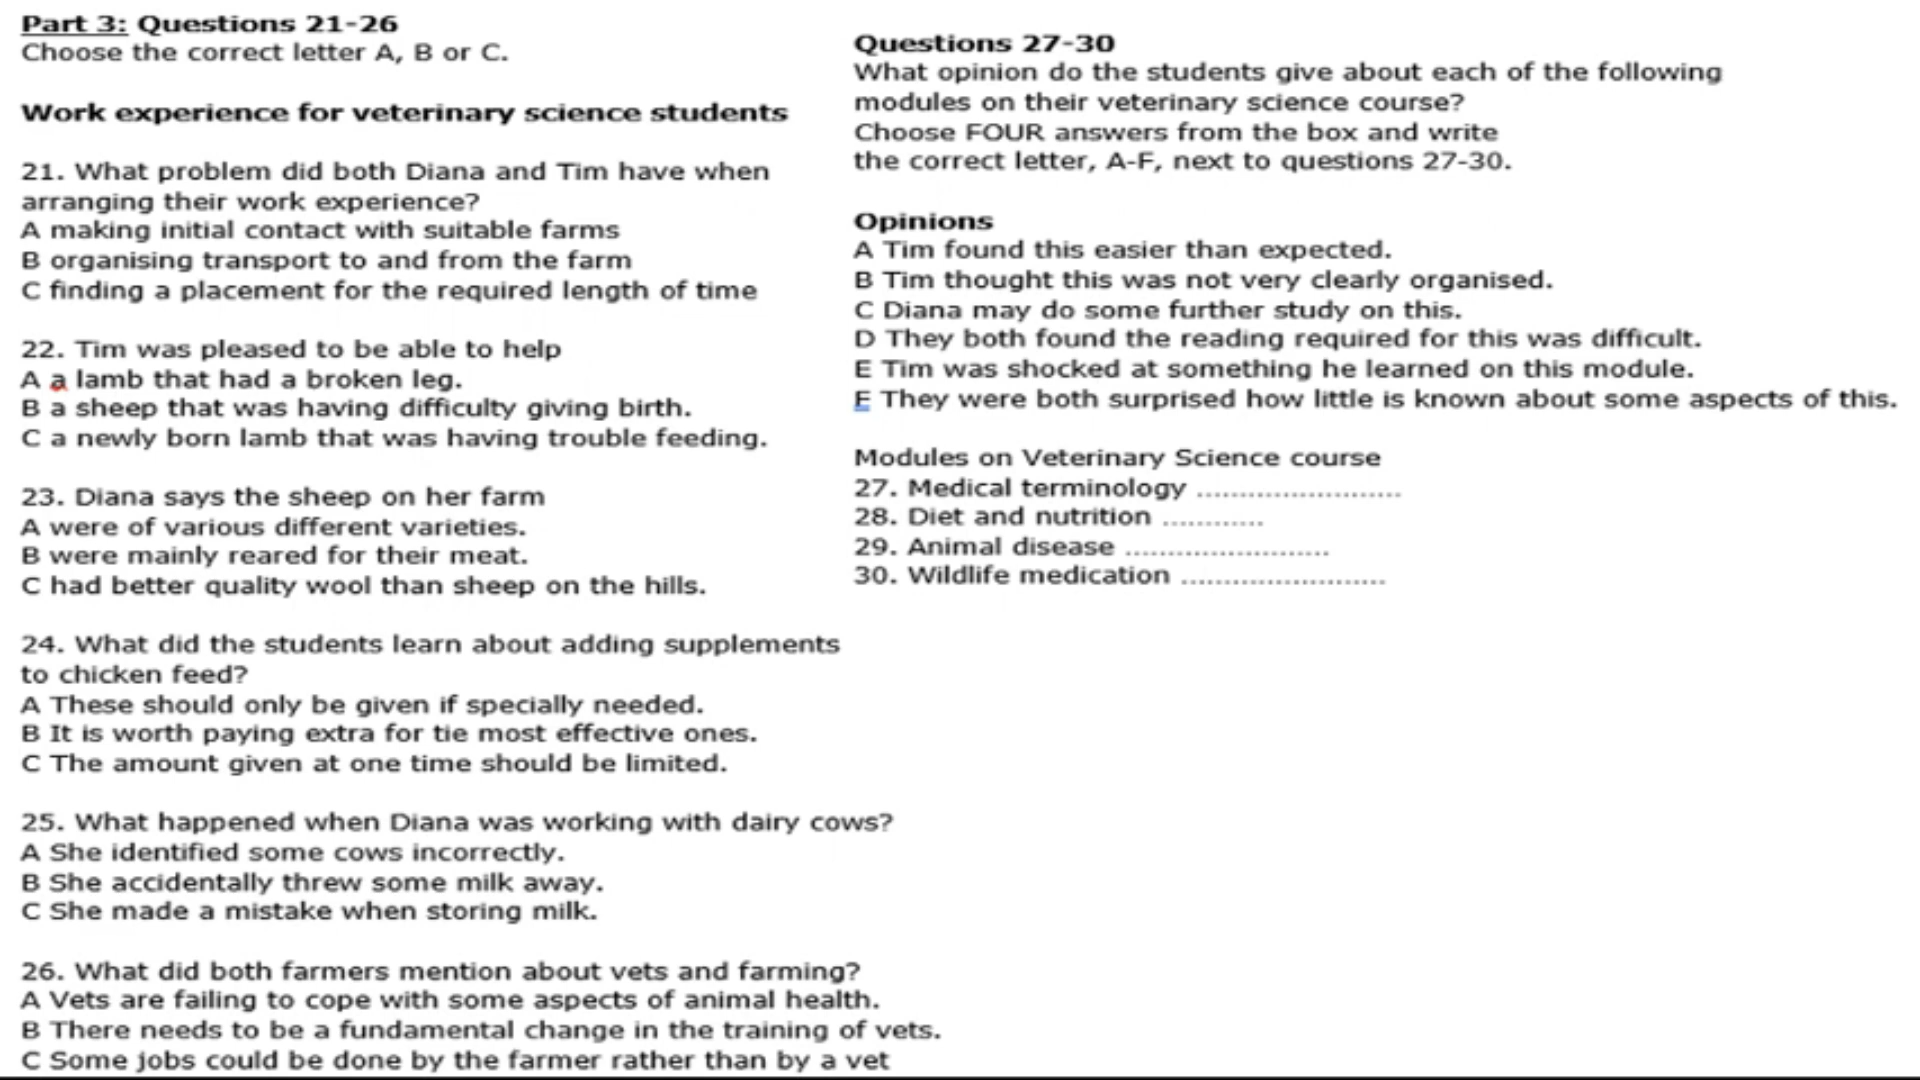 Part 3: Questions 21-26
Choose the correct letter A, B or C.
Work experience for veterinary science students
21. What problem did both Diana and Tim have when
arranging their work experience?
A making initial contact with suitable farms
B organising transport to and from the farm
C finding a placement for the required length of time
22. Tim was pleased to be able to help
A a lamb that had a broken leg.
B a sheep that was having difficulty giving birth.
C a newly born lamb that was having trouble feeding.
23. Diana says the sheep on her farm
A were of various different varieties.
B were mainly reared for their meat.
C had better quality wool than sheep on the hills.
24. What did the students learn about adding supplements
to chicken feed?
A These should only be given if specially needed.
B It is worth paying extra for tie most effective ones.
C The amount given at one time should be limited.
25. What happened when Diana was working with dairy cows?
A She identified some cows incorrectly.
B She accidentally threw some milk away.
C She made a mistake when storing milk.
26. What did both farmers mention about vets and farming?
A Vets are failing to cope with some aspects of animal health.
B There needs to be a fundamental change in the training of vets.
C Some jobs could be done by the farmer rather than by a vet
Questions 27-30
What opinion do the students give about each of the following
modules on their veterinary science course?
Choose FOUR answers from the box and write
the correct letter, A-F, next to questions 27-30.
Opinions
A Tim found this easier than expected.
B Tim thought this was not very clearly organised.
C Diana may do some further study on this.
D They both found the reading required for this was difficult.
E Tim was shocked at something he learned on this module.
F They were both surprised how little is known about some aspects of this.
Modules on Veterinary Science course
27. Medical terminology ........................
28. Diet and nutrition ............
29. Animal disease ........................
30. Wildlife medication ........................